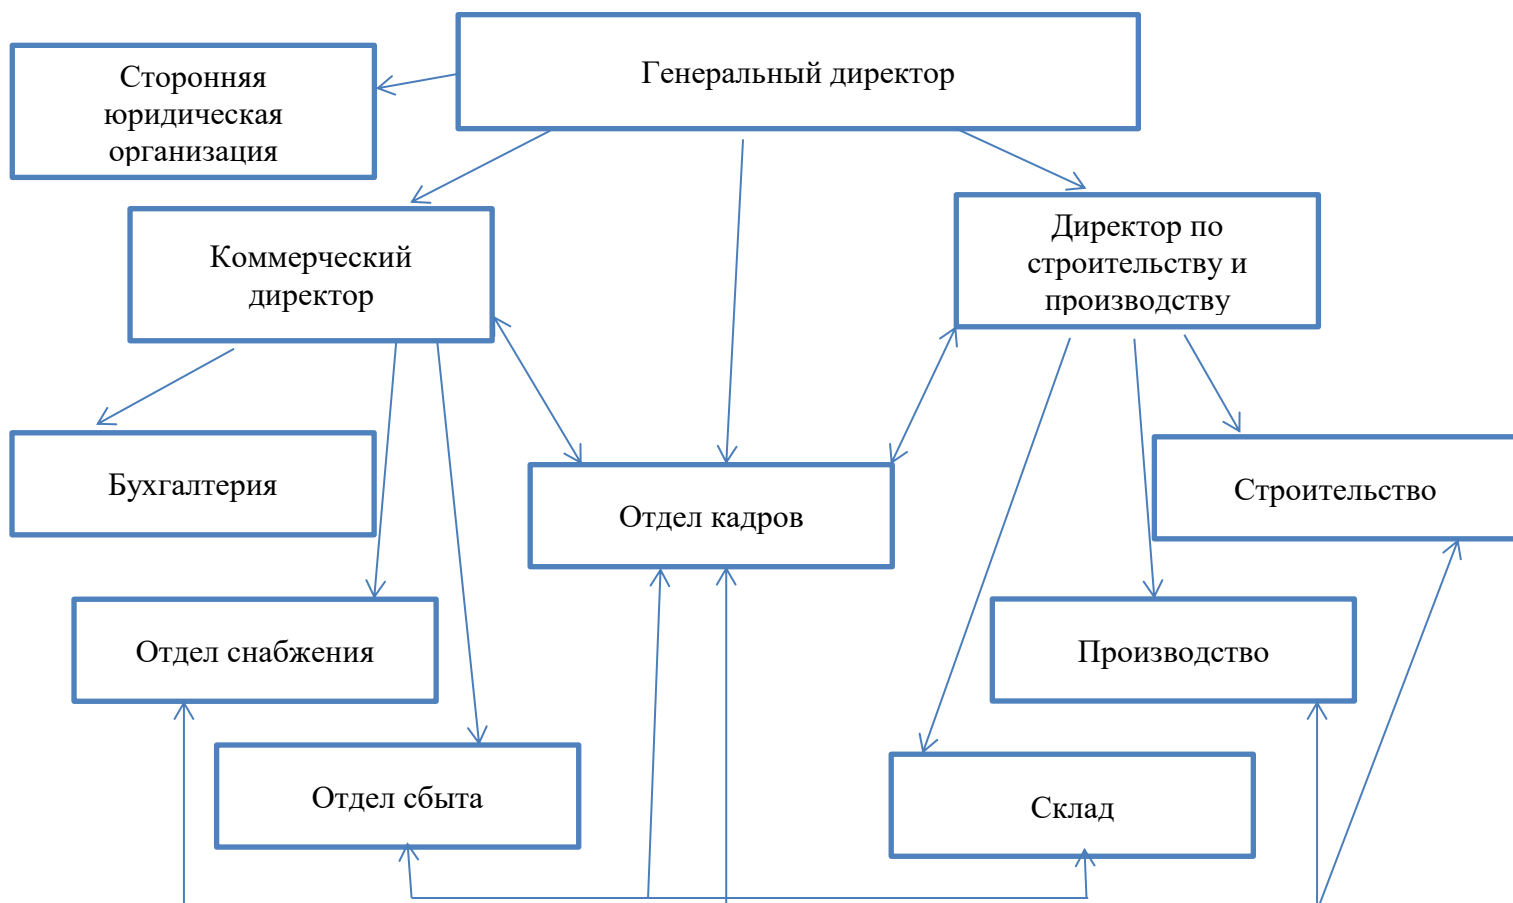 Генеральный директор
Сторонняя
юридическая
организация
Коммерческий
директор
Директор по
строительству и
производству
Бухгалтерия
Отдел кадров
Строительство
Отдел снабжения
Производство
Отдел сбыта
Склад